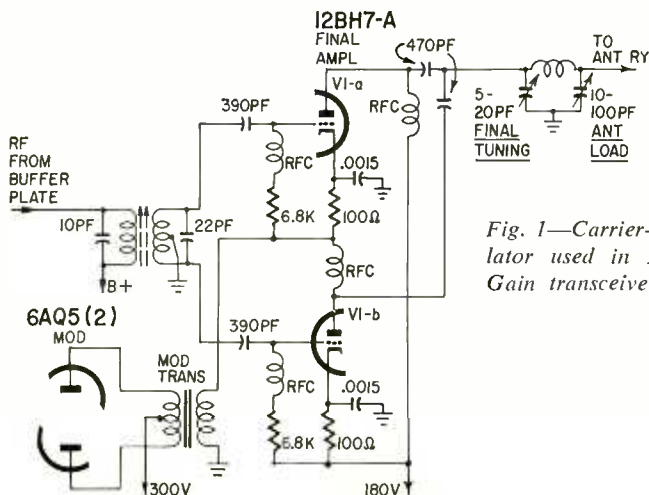 12BH7-A
FINAL
AMPL
470PF
TO
ANT RY
V1-a
390PF
5-
20PF
FINAL
TUNING
10-
100PF
ANT
LOAD
RF
FROM
BUFFER
PLATE
RFC
RFC
.0015
10PF
22PF
6.8K
100Ω
B+
RFC
Fig. 1—Carrier-
lator used in
Gain transceive
6AQ5(2)
MOD
390PF
V1-b
MOD
TRANS
RFC
.0015
6.8K
100Ω
300V
180V